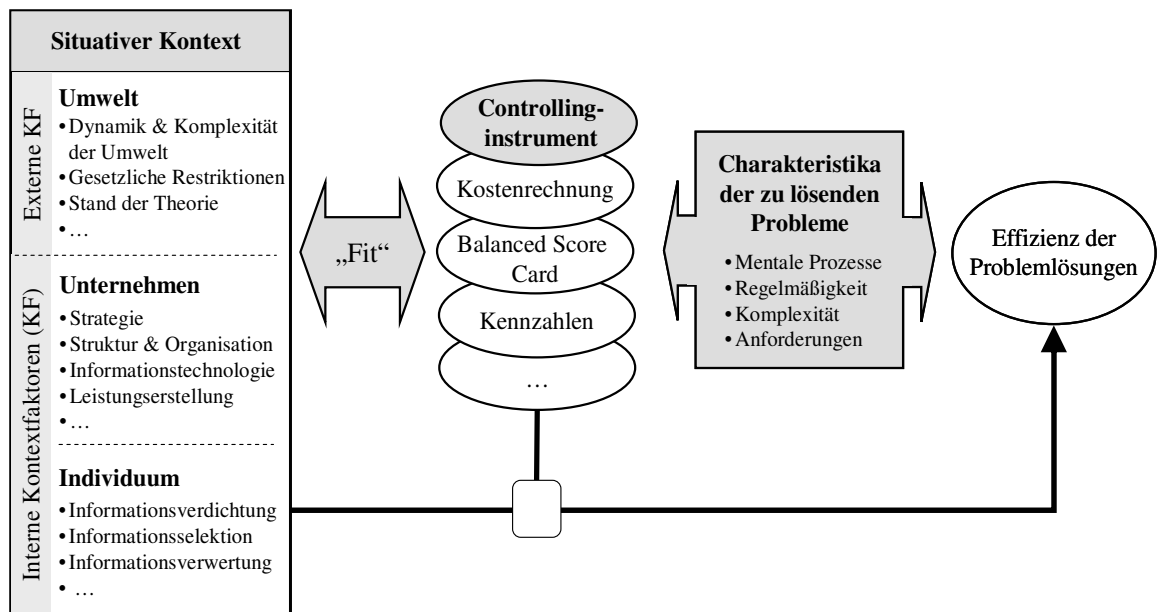 Situativer Kontext
Externe KF
Umwelt
• Dynamik & Komplexität
der Umwelt
• Gesetzliche Restriktionen
• Stand der Theorie
• …
Interne Kontextfaktoren (KF)
Unternehmen
• Strategie
• Struktur & Organisation
• Informationstechnologie
• Leistungserstellung
• …
Individuum
• Informationsverdichtung
• Informationsselektion
• Informationsverwertung
• …
„Fit“
Controlling-
instrument
Kostenrechnung
Balanced Score
Card
Kennzahlen
…
Charakteristika
der zu lösenden
Probleme
• Mentale Prozesse
• Regelmäßigkeit
• Komplexität
• Anforderungen
Effizienz der
Problemlösungen